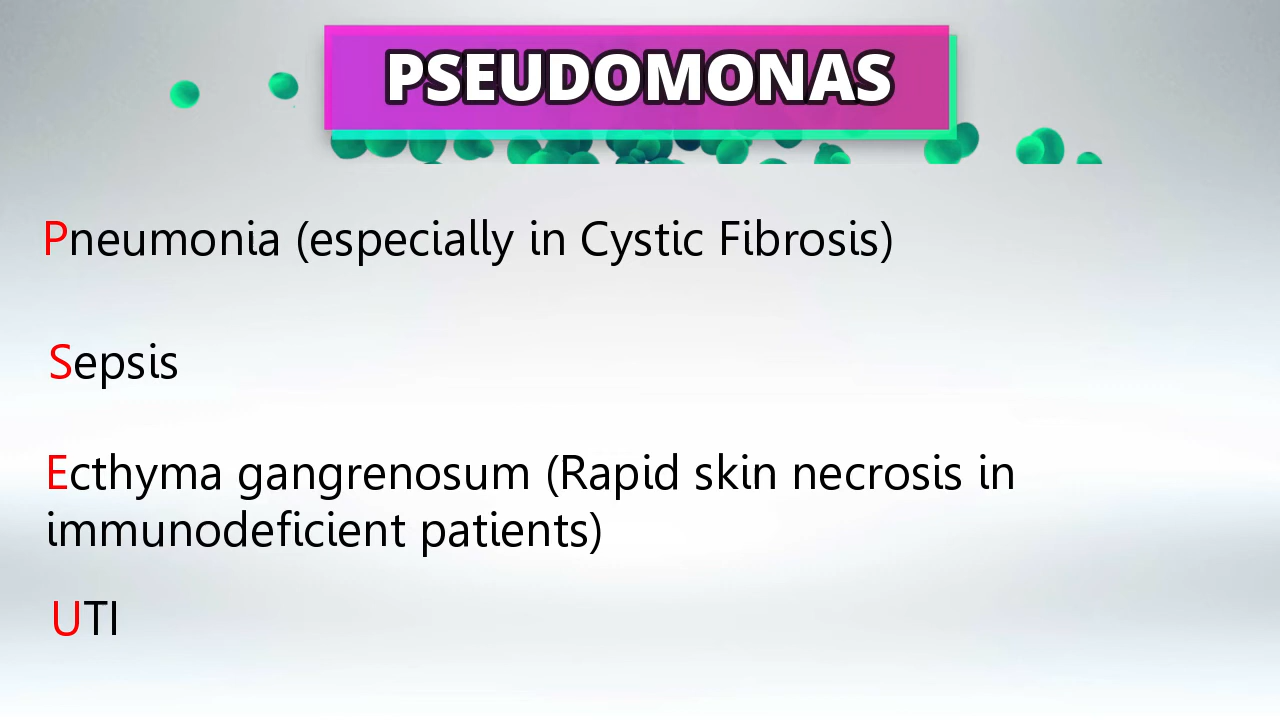 PSEUDOMONAS
Pneumonia (especially in Cystic Fibrosis)
Sepsis
Ecthyma gangrenosum (Rapid skin necrosis in
immunodeficient patients)
UTI